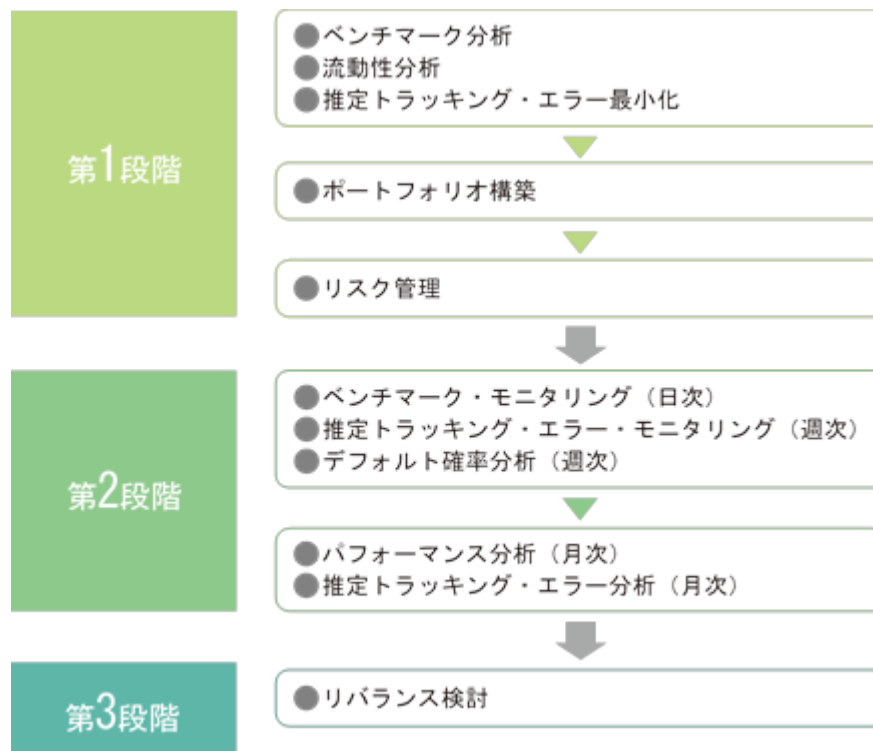 第1段階
●ベンチマーク分析
●流動性分析
●推定トラッキング・エラー最小化
●ポートフォリオ構築
●リスク管理
第2段階
●ベンチマーク・モニタリング（日次）
●推定トラッキング・エラー・モニタリング（週次）
●デフォルト確率分析（週次）
●パフォーマンス分析（月次）
●推定トラッキング・エラー分析（月次）
第3段階
●リバランス検討